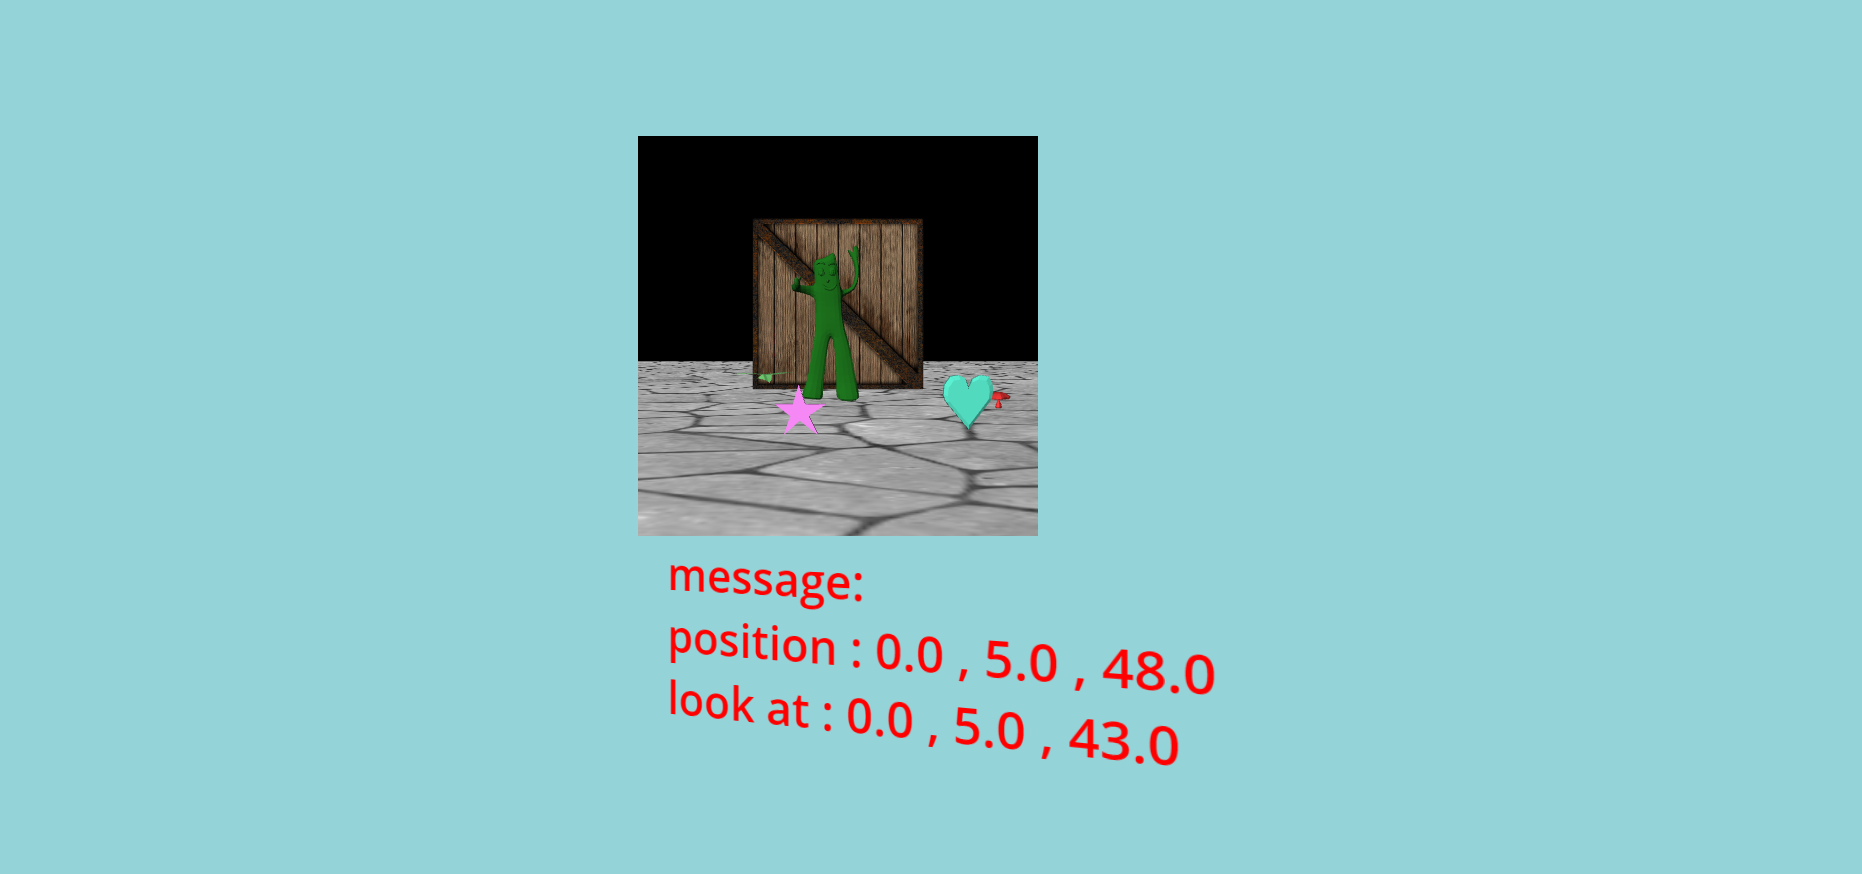 message:
position : 0.0 , 5.0 , 48.0
look at : 0.0 , 5.0 , 43.0